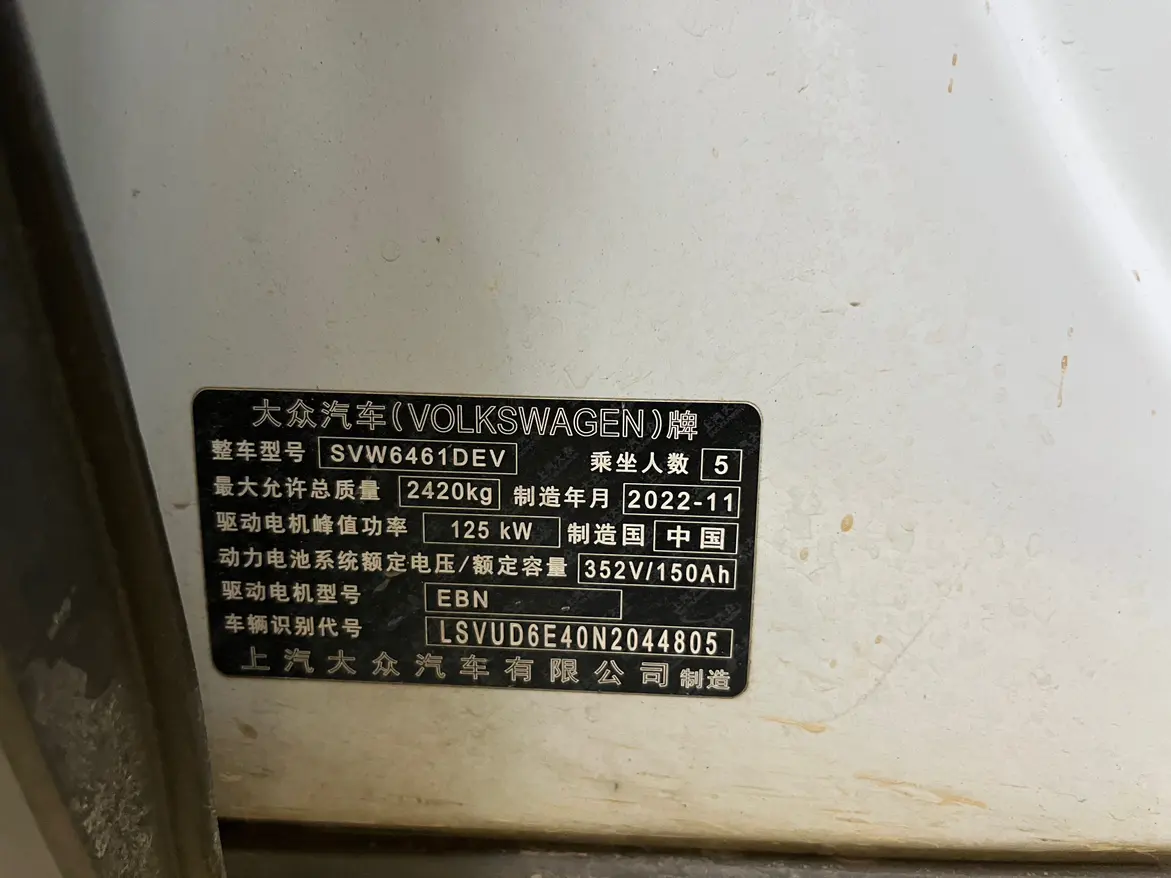 大众汽车(VOLKSWAGEN)牌
整车型号 SVW6461DEV 乘坐人数 5
最大允许总质量 2420kg 制造年月 2022-11
驱动电机峰值功率 125 kW 制造国 中国
动力电池系统额定电压/额定容量 352V/150Ah
驱动电机型号 EBN
车辆识别代号 LSVUD6E40N2044805
上汽大众汽车有限公司 制造